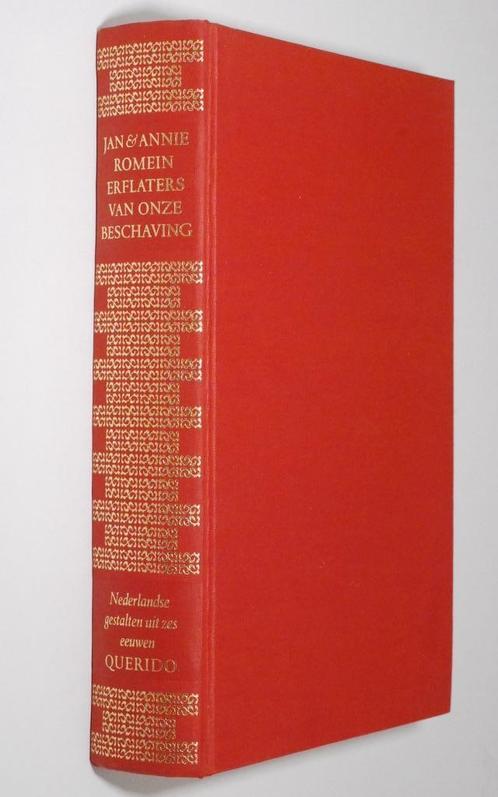 JAN & ANNIE
ROMEIN
ERFLATERS
VAN ONZE
BESCHAVING
Nederlandse
gestalten uit zes
eeuwen
QUERIDO